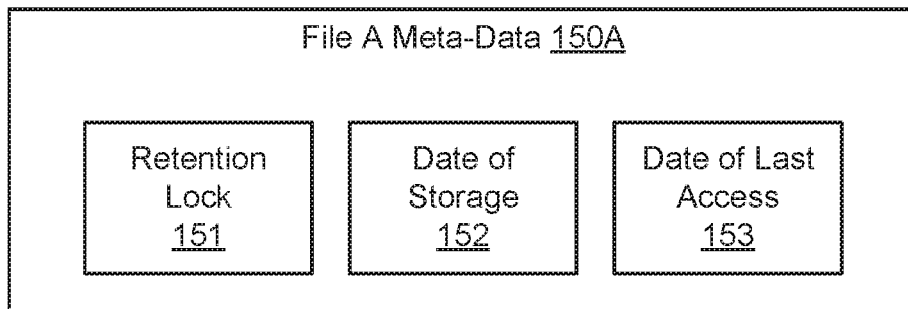 File A Meta-Data 150A
Retention
Lock
151
Date of
Storage
152
Date of Last
Access
153